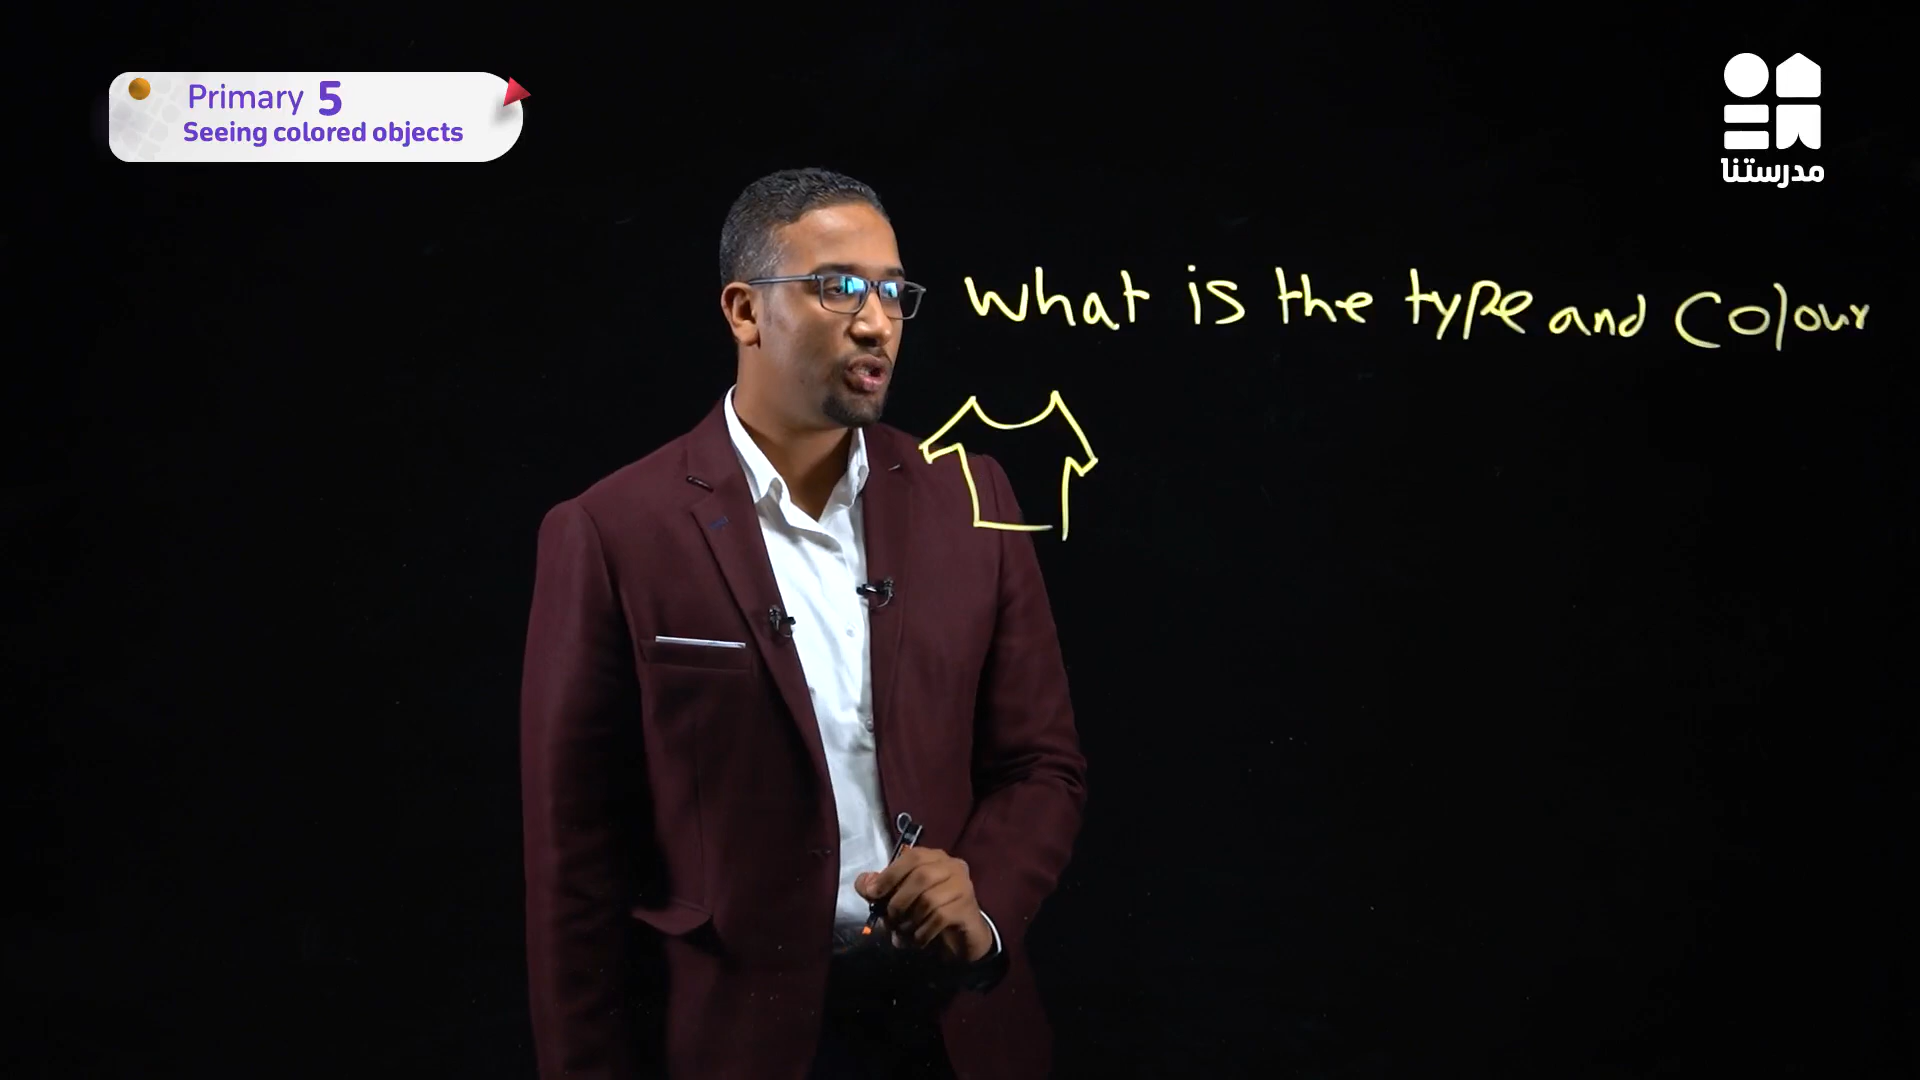 Primary 5
Seeing colored objects
مدرستنا
What is the type and Colour